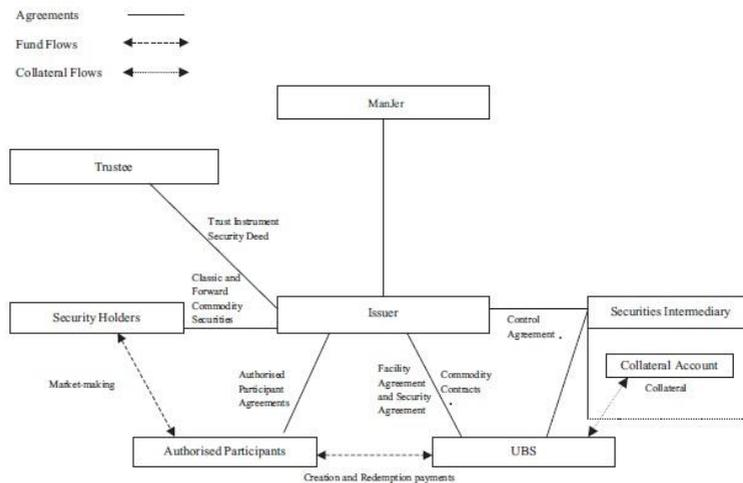 Agreements
Fund Flows
Collateral Flows
ManJer
Trustee
Trust Instrument
Security Deed
Classic and
Forward
Commodity
Securities
Security Holders
Issuer
Securities Intermediary
Control
Agreement
Collateral Account
Collateral
Market-making
Authorised
Participant
Agreements
Facility
Agreement
and Security
Agreement
Commodity
Contracts
Authorised Participants
UBS
Creation and Redemption payments